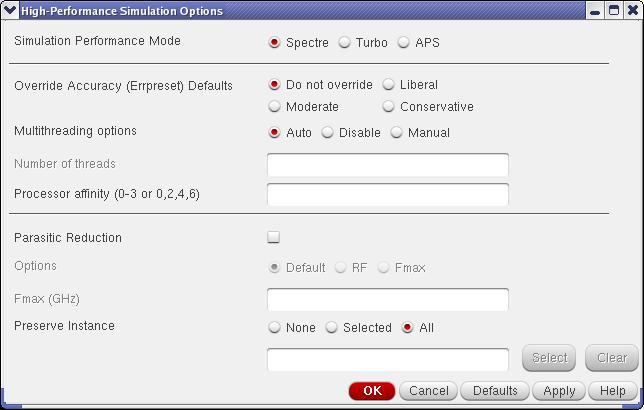 High-Performance Simulation Options
Simulation Performance Mode Spectre Turbo APS
Override Accuracy (Errpreset) Defaults Do not override Liberal
Moderate Conservative
Multithreading options Auto Disable Manual
Number of threads
Processor affinity (0-3 or 0,2,4,6)
Parasitic Reduction
Options Default RF Fmax
Fmax (GHz)
Preserve Instance None Selected All
Select Clear
OK Cancel Defaults Apply Help